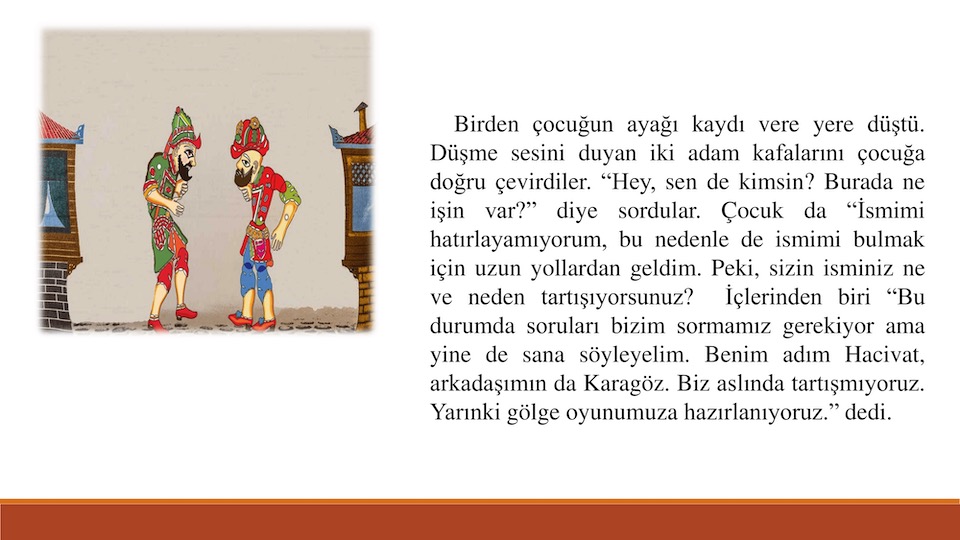 Birden çocuğun ayağı kaydı vere yere düştü.
Düşme sesini duyan iki adam kafalarını çocuğa
doğru çevirdiler. “Hey, sen de kimsin? Burada ne
işin var?” diye sordular. Çocuk da “İsmimi
hatırlayamıyorum, bu nedenle de ismimi bulmak
için uzun yollardan geldim. Peki, sizin isminiz ne
ve neden tartışıyorsunuz? İçlerinden biri “Bu
durumda soruları bizim sormamız gerekiyor ama
yine de sana söyleyelim. Benim adım Hacivat,
arkadaşımın da Karagöz. Biz aslında tartışmıyoruz.
Yarınki gölge oyunumuza hazırlanıyoruz.” dedi.